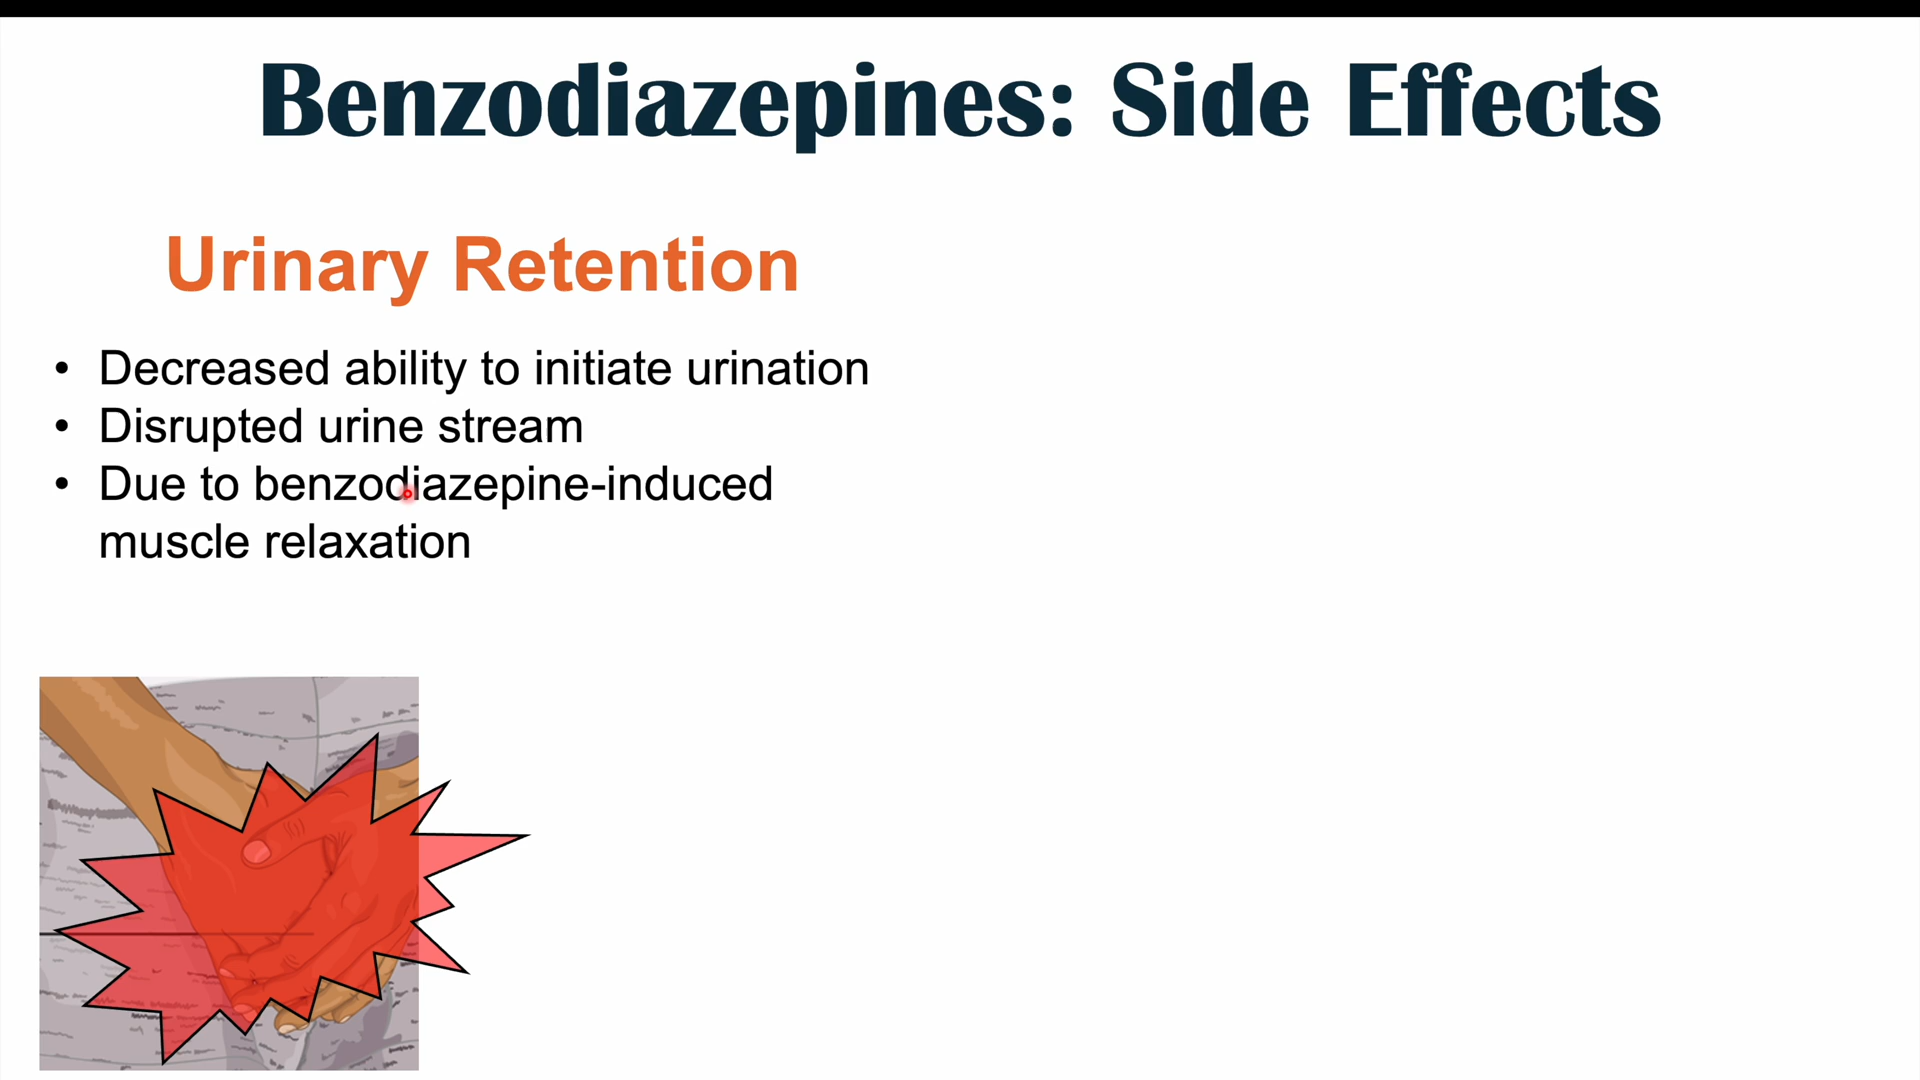 Benzodiazepines: Side Effects
Urinary Retention
• Decreased ability to initiate urination
• Disrupted urine stream
• Due to benzodiazepine-induced
muscle relaxation